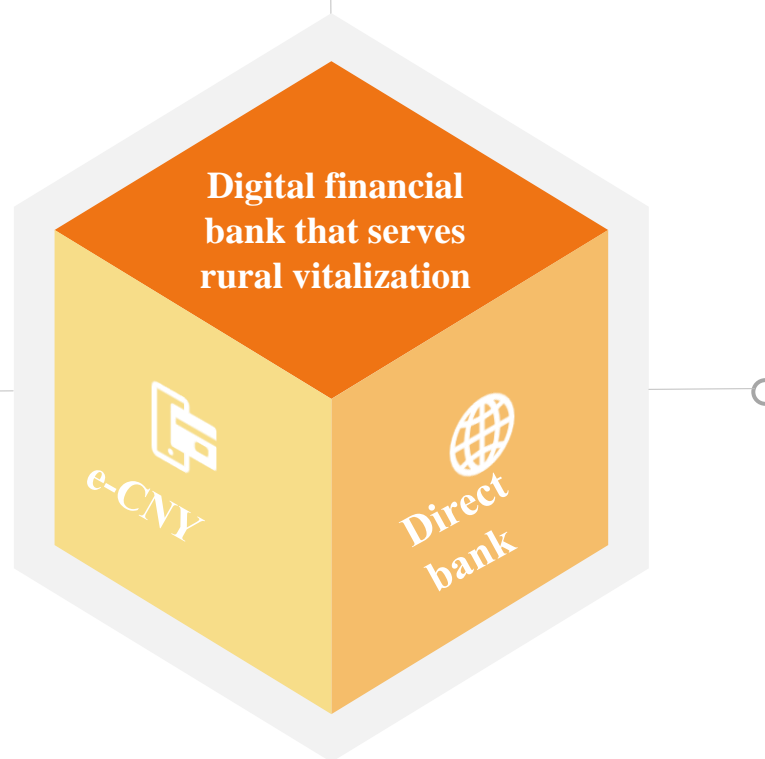 Digital financial
bank that serves
rural vitalization
e-CNY
Direct
bank